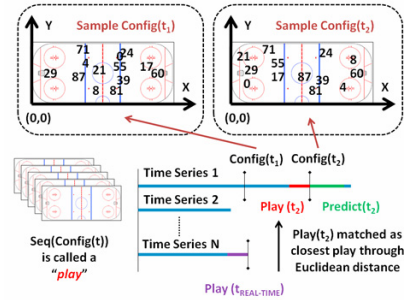 Sample Config(t₁)
Sample Config(t₂)
Y
Y
71
0
24
4
55
17
29
87
21
60
39
8
81
X
(0,0)
21
24
55
8
29
17
87
60
0
39
4
81
X
(0,0)
Config(t₁)
Config(t₂)
Time Series 1
Play (t₂)
Predict(t₂)
Time Series 2
Time Series N
Seq(Config(t))
is called a
"play"
Play(t₂) matched as
closest play through
Euclidean distance
Play (tREAL-TIME)